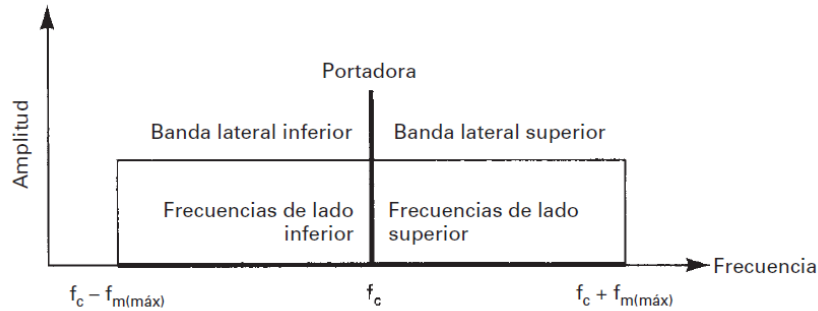 Amplitud
Portadora
Banda lateral inferior
Banda lateral superior
Frecuencias de lado
inferior
Frecuencias de lado
superior
Frecuencia
fc – fm(máx)
fc
fc + fm(máx)